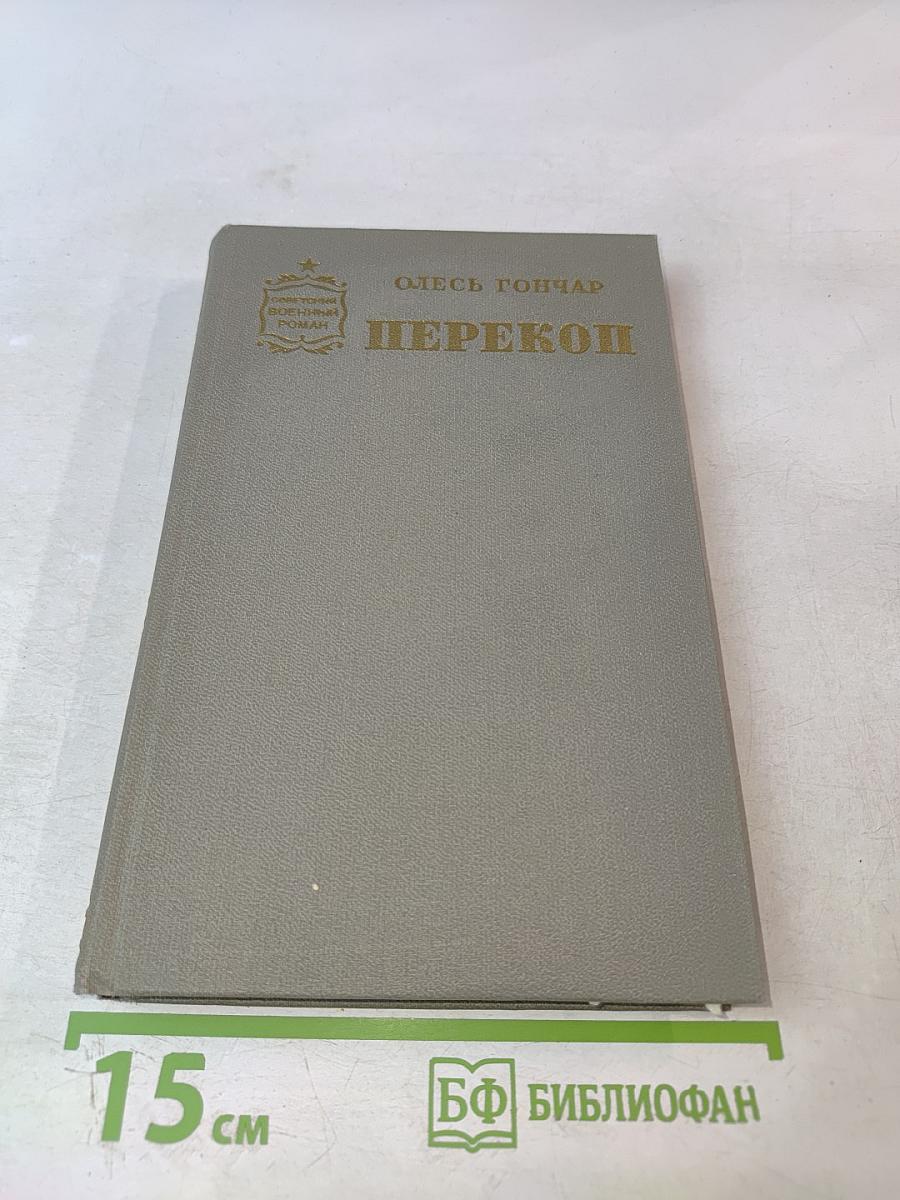 СОВЕТСКИЙ
ВОЕННЫЙ
РОМАН
ОЛЕСЬ ГОНЧАР
ПЕРЕКОП
15 см
БФ БИБЛИОФАН